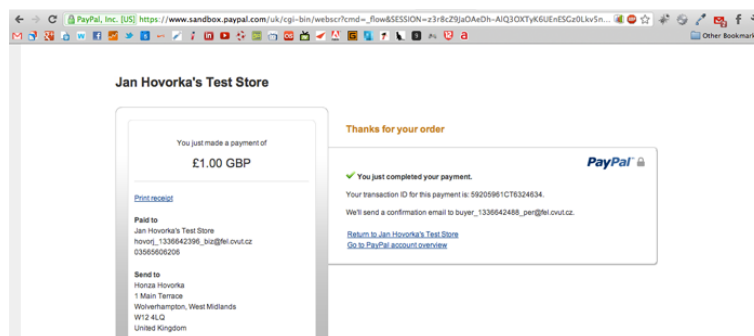 PayPal, Inc. [US] https://www.sandbox.paypal.com/uk/cgi-bin/webscr?cmd=_flow&SESSION=
Other Bookmark
Jan Hovorka's Test Store
You just made a payment of
£1.00 GBP
Print receipt
Paid to
Jan Hovorka's Test Store
hovorj_1336642396_biz@fel.cvut.cz
03565606206
Send to
Honza Hovorka
1 Main Terrace
Wolverhampton, West Midlands
W12 4LQ
United Kingdom
Thanks for your order
PayPal
You just completed your payment.
Your transaction ID for this payment is: 59205961CT6324634.
We'll send a confirmation email to buyer_1336642488_per@fel.cvut.cz.
Return to Jan Hovorka's Test Store
Go to PayPal account overview